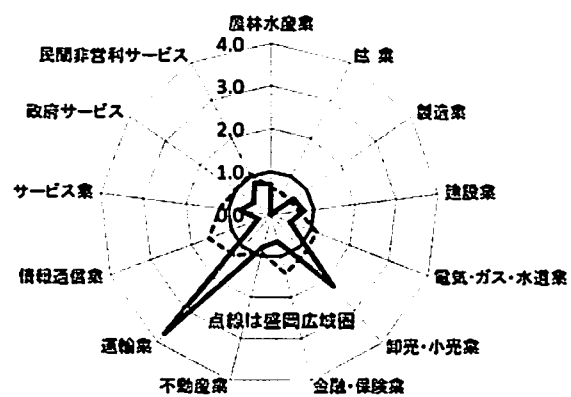 農林水産業
4.0
民間非営利サービス
鉱 業
3.0
政府サービス
製造業
2.0
1.0
サービス業
建設業
0.0
情報通信業
電気・ガス・水道業
点線は盛岡広域圏
運輸業
卸売・小売業
不動産業
金融・保険業